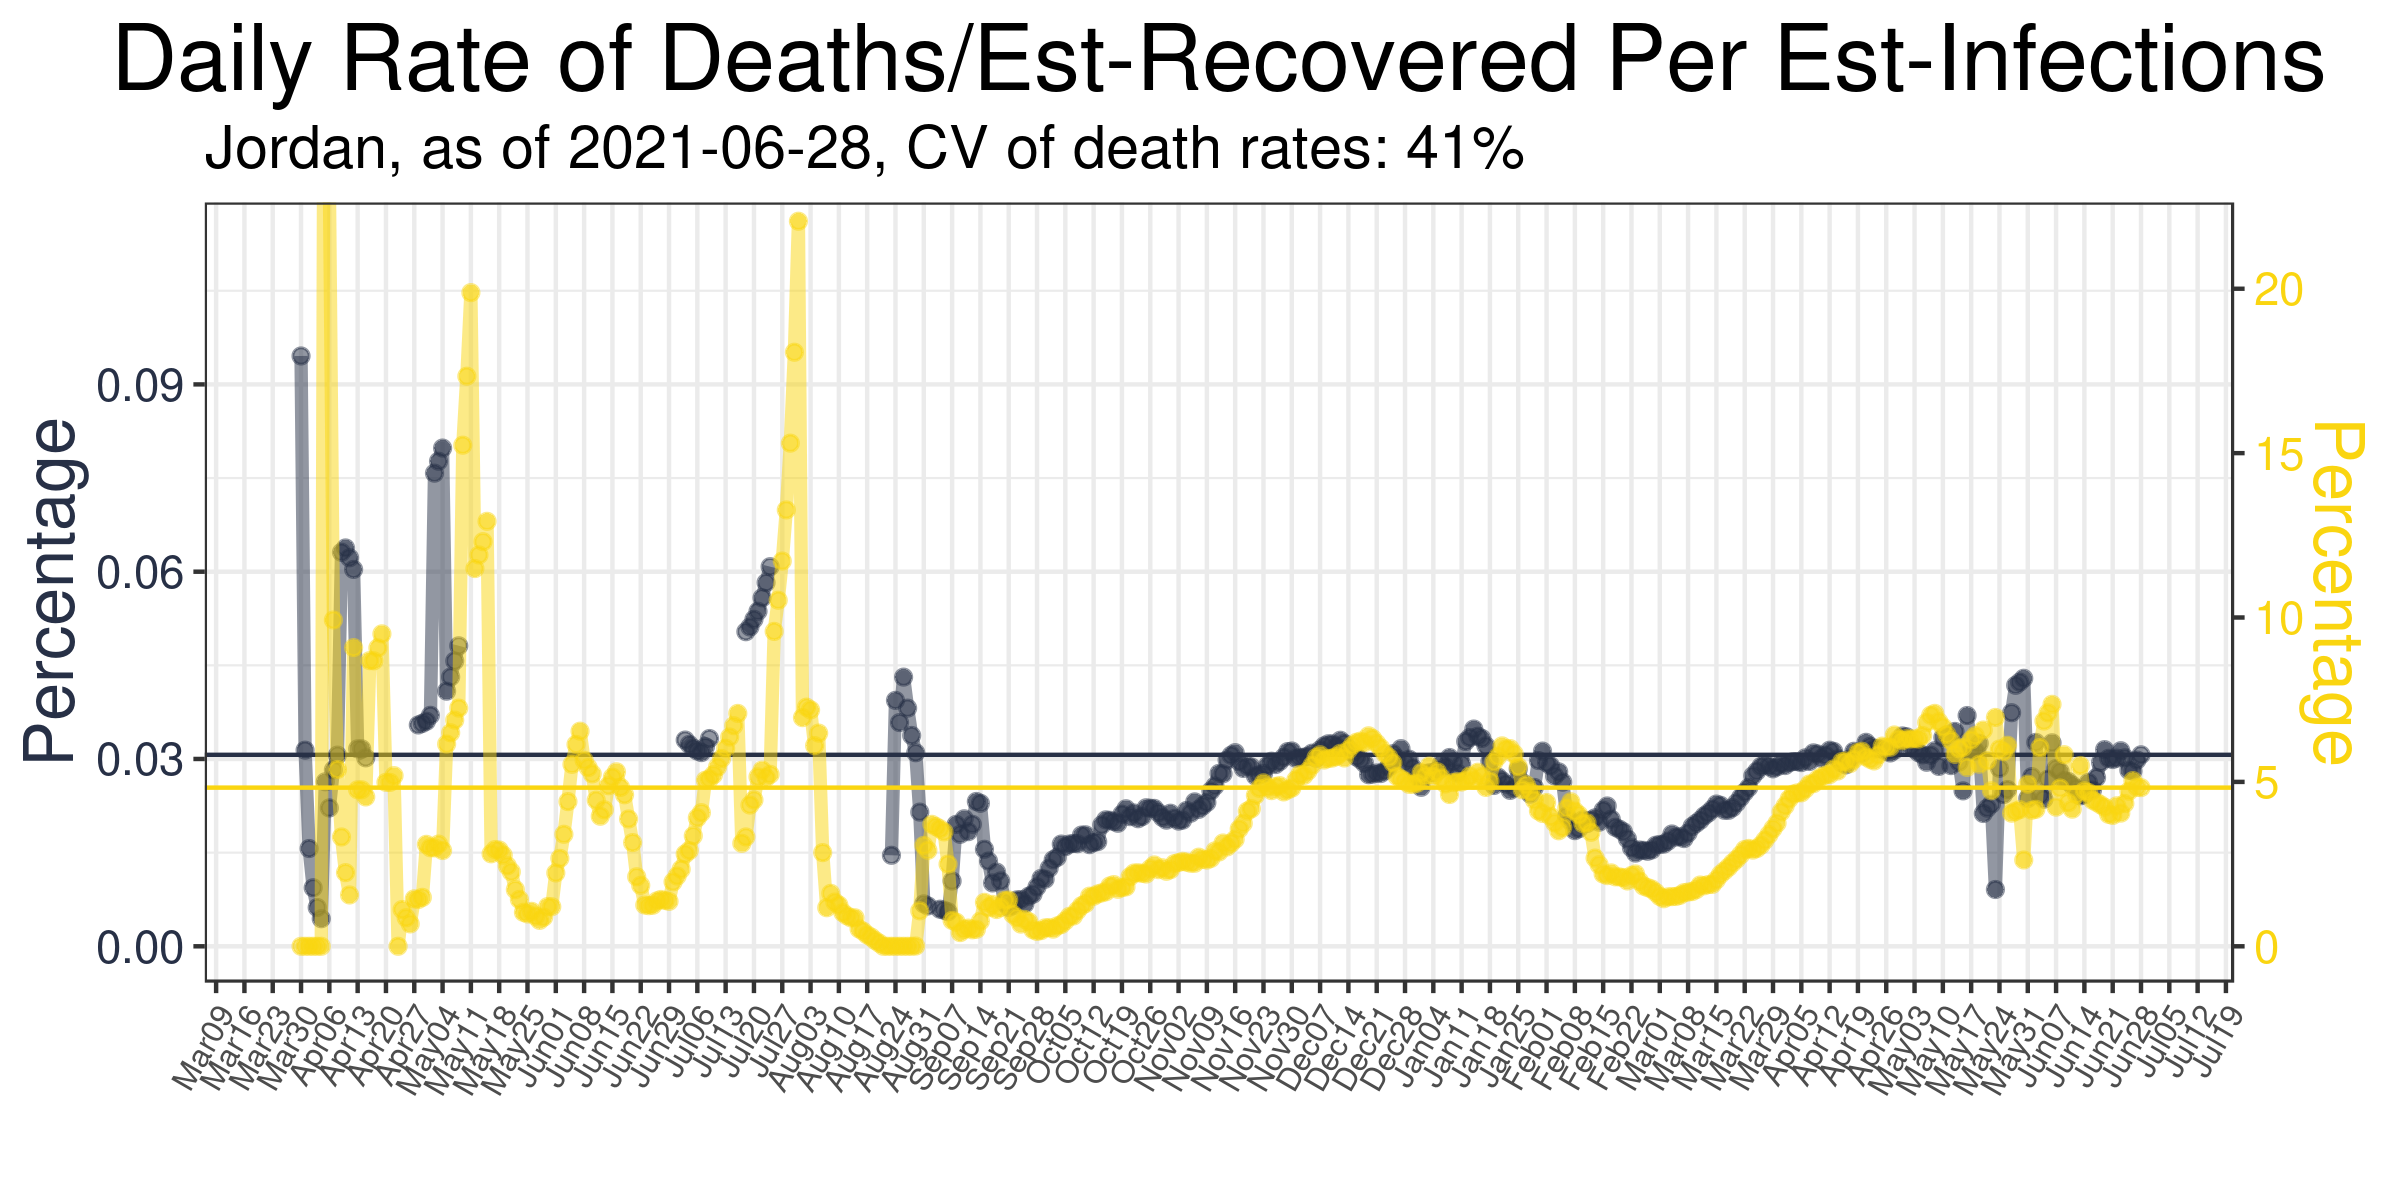 Daily Rate of Deaths/Est-Recovered Per Est-Infections
Jordan, as of 2021-06-28, CV of death rates: 41%
Percentage
0.09
0.06
0.03
0.00
20
15
10
5
0
Percentage
Mar09
Mar16
Mar23
Mar30
Apr06
Apr13
Apr20
Apr27
May04
May11
May18
May25
Jun01
Jun08
Jun15
Jun22
Jun29
Jul06
Jul13
Jul20
Jul27
Aug03
Aug10
Aug17
Aug24
Aug31
Sep07
Sep14
Sep21
Sep28
Oct05
Oct12
Oct19
Oct26
Nov02
Nov09
Nov16
Nov23
Nov30
Dec07
Dec14
Dec21
Dec28
Jan04
Jan11
Jan18
Jan25
Feb01
Feb08
Feb15
Feb22
Mar01
Mar08
Mar15
Mar22
Mar29
Apr05
Apr12
Apr19
Apr26
May03
May10
May17
May24
May31
Jun07
Jun14
Jun21
Jun28
Jul05
Jul12
Jul19